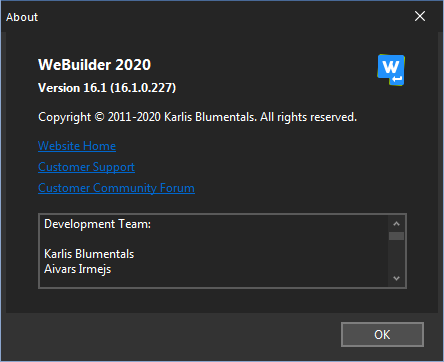 About
WeBuilder 2020
Version 16.1 (16.1.0.227)
Copyright © 2011-2020 Karlis Blumentals. All rights reserved.
Website Home
Customer Support
Customer Community Forum
Development Team:
Karlis Blumentals
Aivars Irmejs
OK